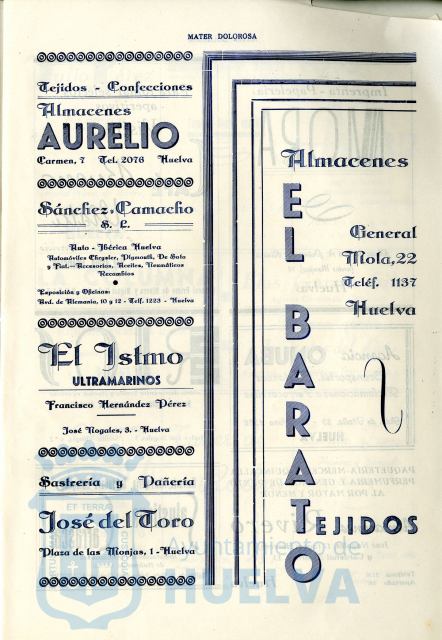 MATER DOLOROSA
Tejidos - Confecciones
Almacenes
AURELIO
Carmen, 7 Tel. 2076 Huelva
Sánchez-Camacho
S. L.
Auto - Ibérica Huelva
Automóviles Chrysler, Plymouth, De Soto
y Fiat.—Accesorios, Aceites, Neumáticos
Recambios
Exposición y Oficinas:
Avd. de Alemania, 10 y 12 - Telf. 1223 - Huelva
El Istmo
ULTRAMARINOS
Francisco Hernández Pérez
José Nogales, 3. - Huelva
Sastrería y Pañería
José del Toro
Plaza de las Monjas, 1 - Huelva
Almacenes
EL BARATO
TEJIDOS
General
Mola, 22
Teléf. 1137
Huelva
Ayuntamiento de
HUELVA